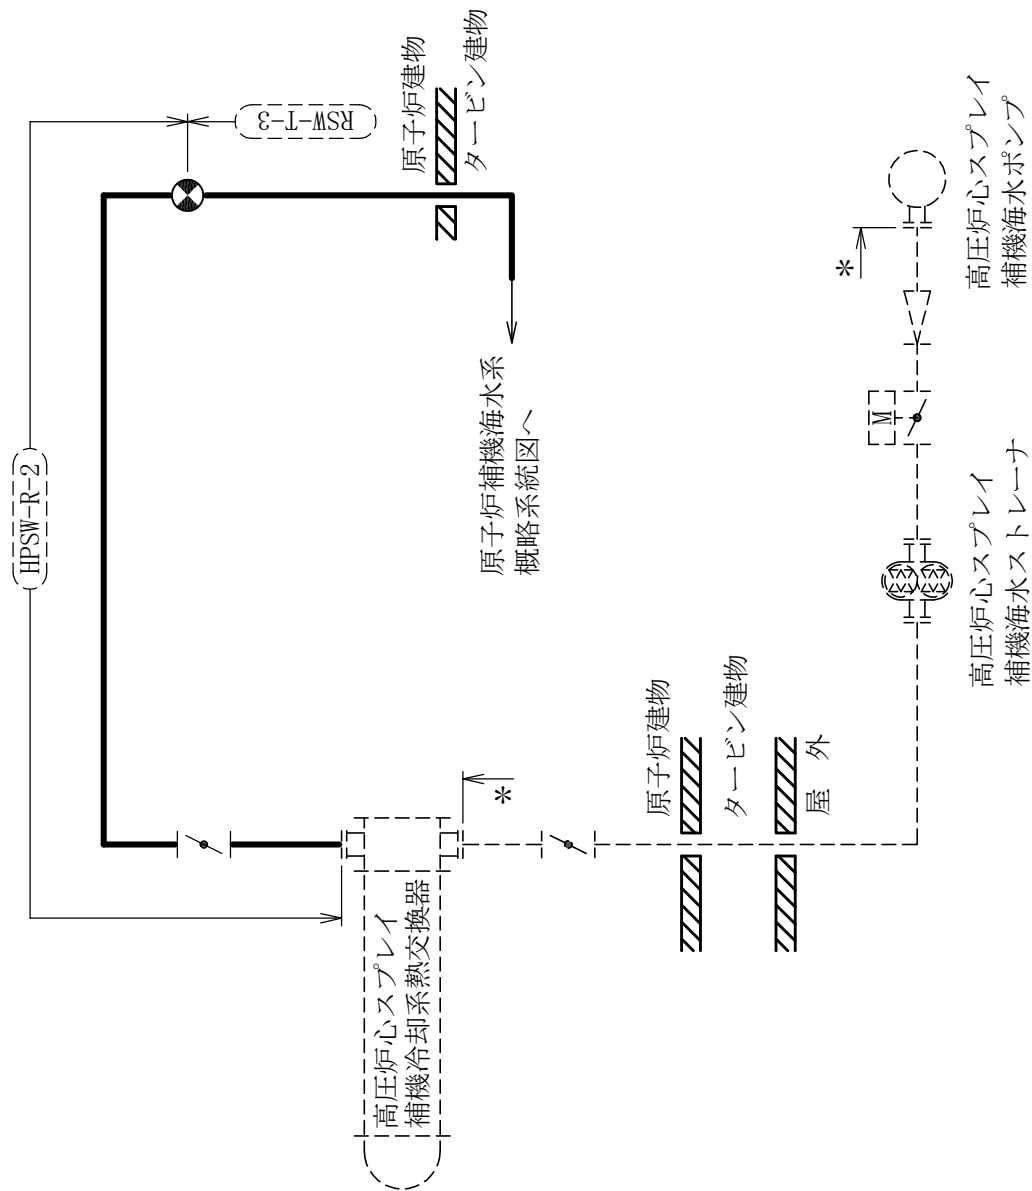 HPSW-R-2
RSW-T-3
原子炉建物
タービン建物
原子炉補機海水系
概略系統図へ
高圧炉心スプレイ
補機冷却系熱交換器
*
原子炉建物
タービン建物
屋 外
*
M
高圧炉心スプレイ
補機海水ポンプ
高圧炉心スプレイ
補機海水ストレーナ